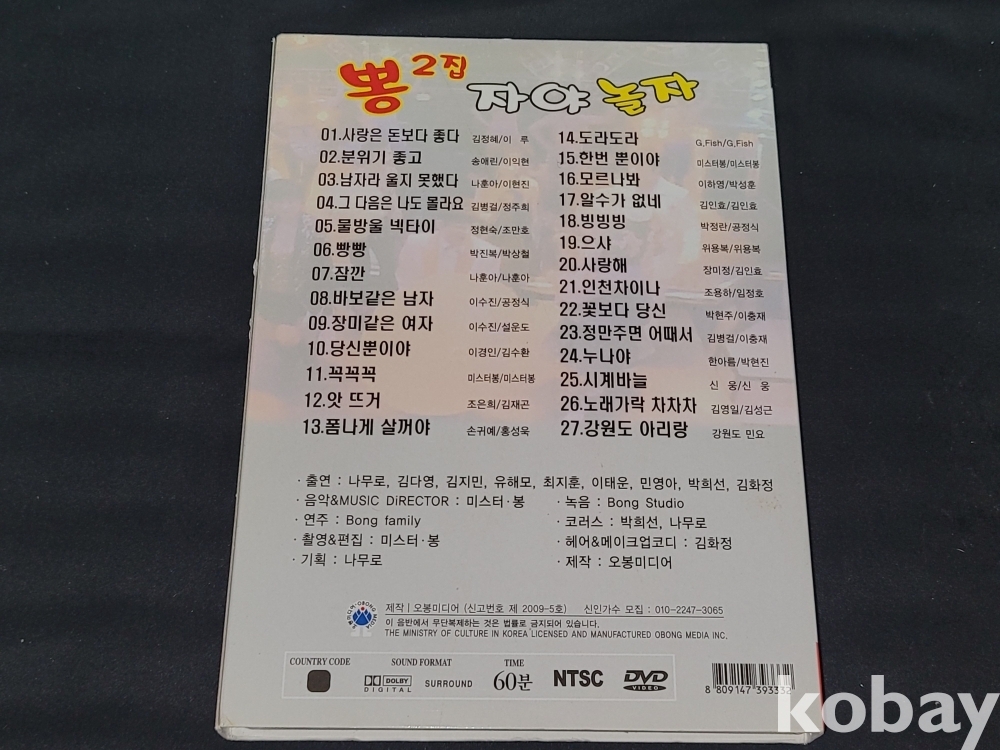 뽕 2집 자야 놀자
01.사랑은 돈보다 좋다 김정혜/이 루
02.분위기 좋고 송애린/이익현
03.남자라 울지 못했다 나훈아/이현진
04.그 다음은 나도 몰라요 김병걸/정주희
05.물방울 넥타이 정현숙/조만호
06.빵빵 박진복/박상철
07.잠깐 나훈아/나훈아
08.바보같은 남자 이수진/공정식
09.장미같은 여자 이수진/설운도
10.당신뿐이야 이경인/김수환
11.꼭꼭꼭 미스터봉/미스터봉
12.앗 뜨거 조은희/김재곤
13.폼나게 살꺼야 손귀예/홍성욱
14.도라도라 G.Fish/G.Fish
15.한번 뿐이야 미스터봉/미스터봉
16.모르나봐 이하영/박성훈
17.알수가 없네 김인효/김인효
18.빙빙빙 박정란/공정식
19.으샤 위용복/위용복
20.사랑해 장미정/김인효
21.인천차이나 조용하/임정호
22.꽃보다 당신 박현주/이충재
23.정만주면 어때서 김병걸/이충재
24.누나야 한아름/박현진
25.시계바늘 신 웅/신 웅
26.노래가락 차차차 김영일/김성근
27.강원도 아리랑 강원도 민요
· 출연 : 나무로, 김다영, 김지민, 유해모, 최지훈, 이태운, 민영아, 박희선, 김화정
· 음악&MUSIC DiRECTOR : 미스터·봉 · 녹음 : Bong Studio
· 연주 : Bong family · 코러스 : 박희선, 나무로
· 촬영&편집 : 미스터·봉 · 헤어&메이크업코디 : 김화정
· 기획 : 나무로 · 제작 : 오봉미디어
제작 | 오봉미디어 (신고번호 제 2009-5호) 신인가수 모집 : 010-2247-3065
이 음반에서 무단복제하는 것은 법률로 금지되어 있습니다.
THE MINISTRY OF CULTURE IN KOREA LICENSED AND MANUFACTURED OBONG MEDIA INC.
COUNTRY CODE SOUND FORMAT TIME
DOLBY DIGITAL SURROUND 60분 NTSC DVD VIDEO
8 809147 393332
kobay